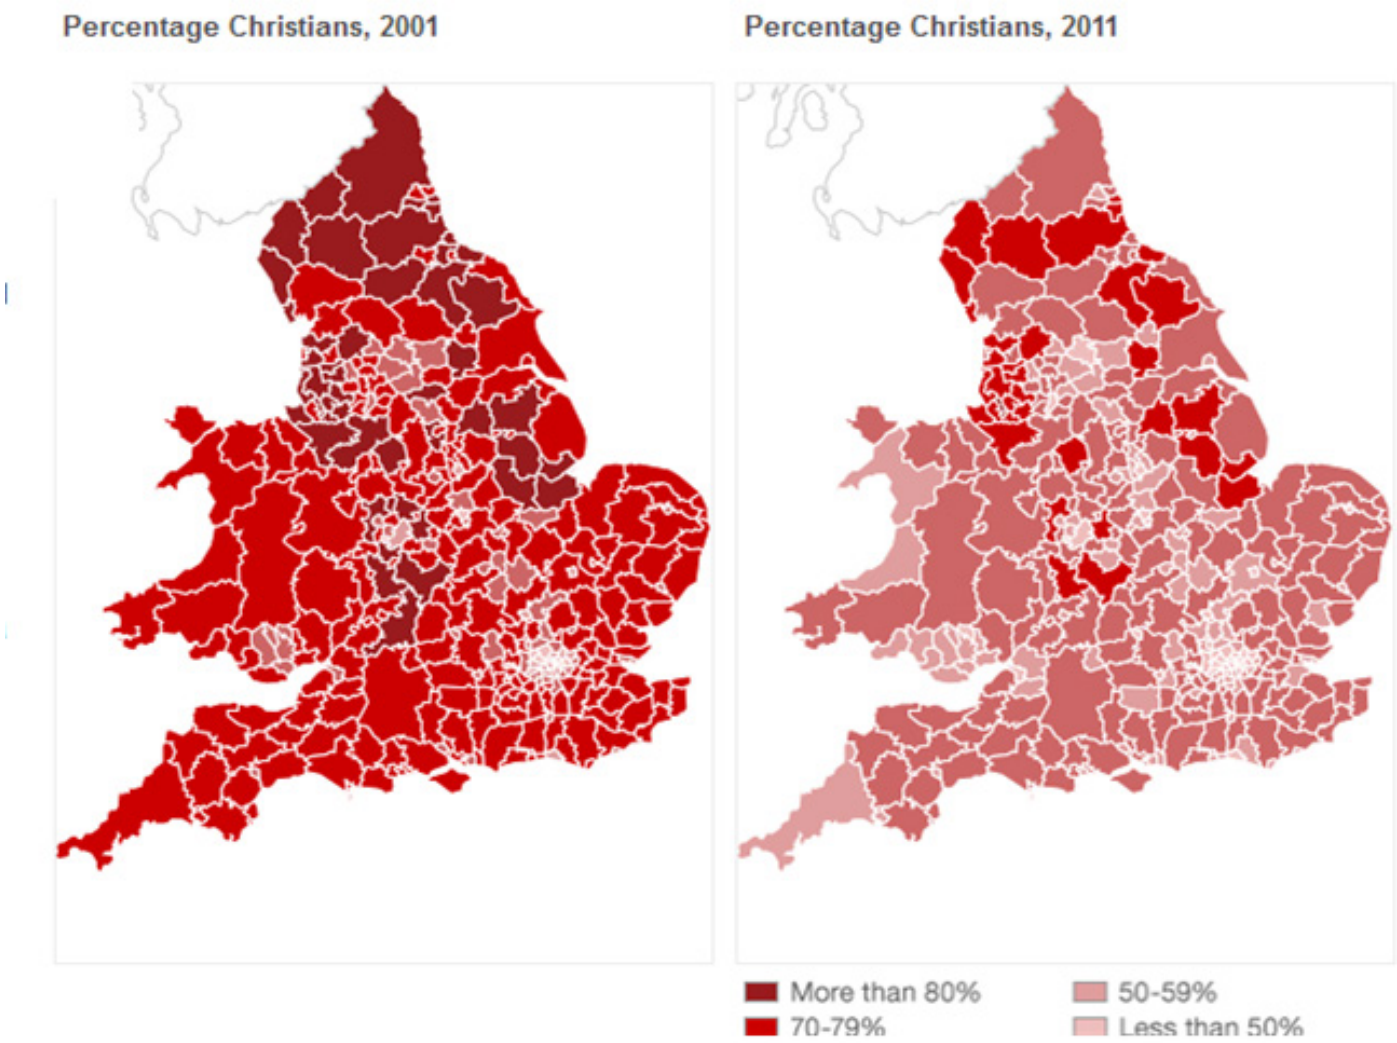 Percentage Christians, 2001
Percentage Christians, 2011
More than 80%
50-59%
70-79%
Less than 50%